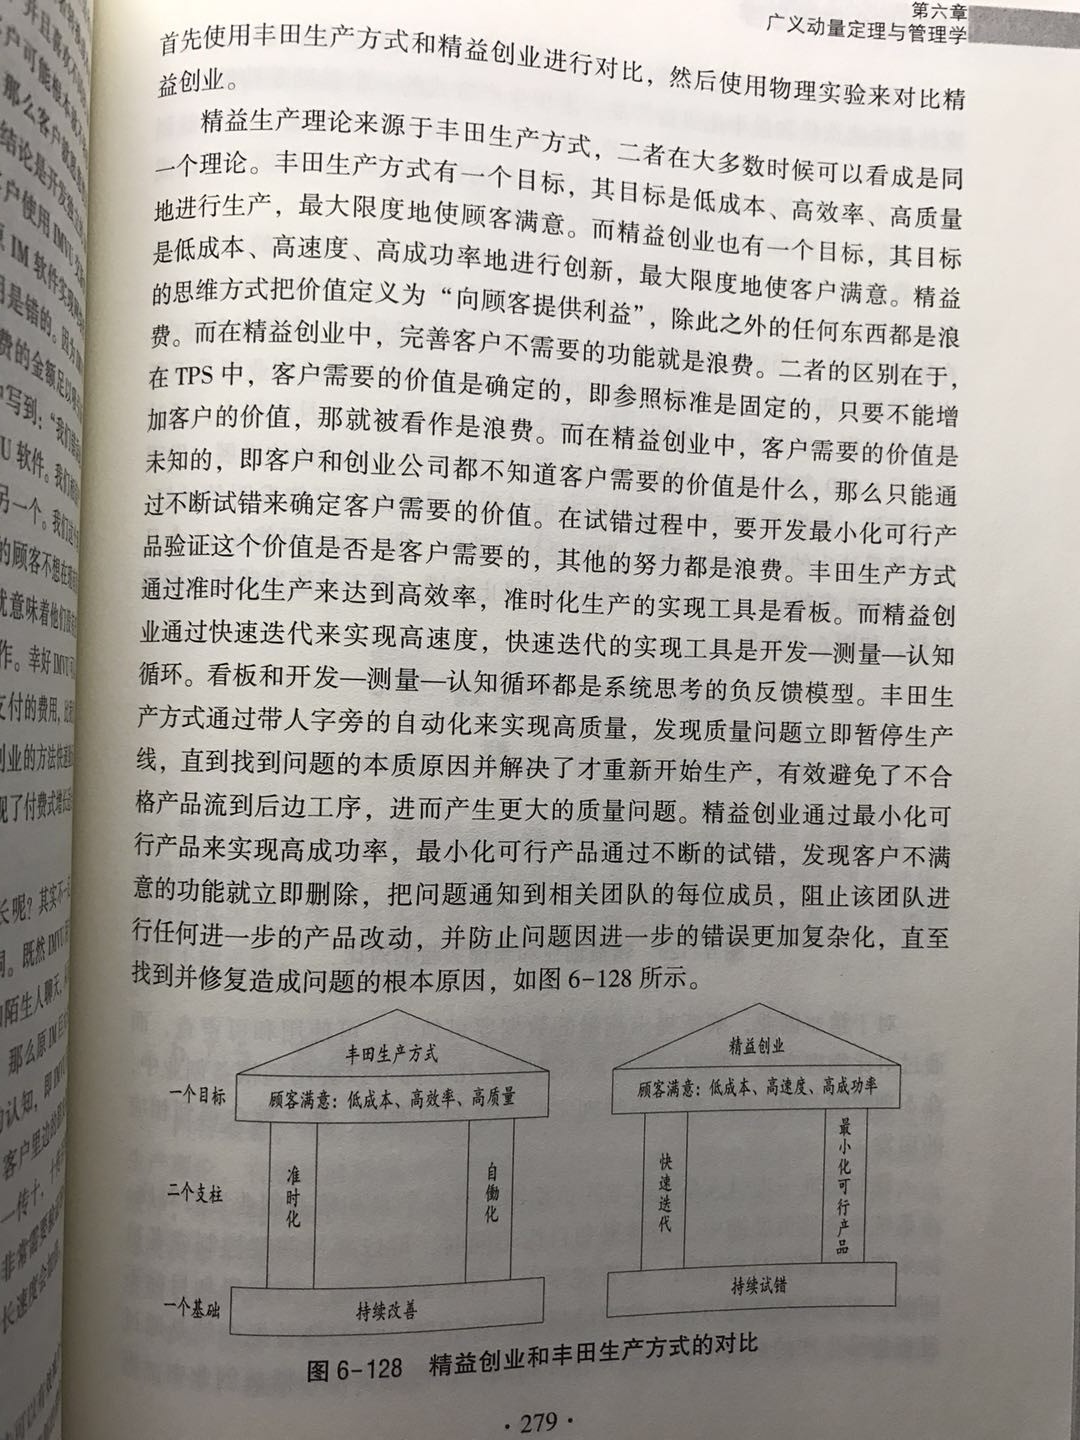 第六章
广义动量定理与管理学
首先使用丰田生产方式和精益创业进行对比，然后使用物理实验来对比精
益创业。
精益生产理论来源于丰田生产方式，二者在大多数时候可以看成是同
一个理论。丰田生产方式有一个目标，其目标是低成本、高效率、高质量
地进行生产，最大限度地使顾客满意。而精益创业也有一个目标，其目标
是低成本、高速度、高成功率地进行创新，最大限度地使客户满意。精益
的思维方式把价值定义为“向顾客提供利益”，除此之外的任何东西都是浪
费。而在精益创业中，完善客户不需要的功能就是浪费。二者的区别在于，
在 TPS 中，客户需要的价值是确定的，即参照标准是固定的，只要不能增
加客户的价值，那就被看作是浪费。而在精益创业中，客户需要的价值是
未知的，即客户和创业公司都不知道客户需要的价值是什么，那么只能通
过不断试错来确定客户需要的价值。在试错过程中，要开发最小化可行产
品验证这个价值是否是客户需要的，其他的努力都是浪费。丰田生产方式
通过准时化生产来达到高效率，准时化生产的实现工具是看板。而精益创
业通过快速迭代来实现高速度，快速迭代的实现工具是开发—测量—认知
循环。看板和开发—测量—认知循环都是系统思考的负反馈模型。丰田生
产方式通过带人字旁的自动化来实现高质量，发现质量问题立即暂停生产
线，直到找到问题的本质原因并解决了才重新开始生产，有效避免了不合
格产品流到后边工序，进而产生更大的质量问题。精益创业通过最小化可
行产品来实现高成功率，最小化可行产品通过不断的试错，发现客户不满
意的功能就立即删除，把问题通知到相关团队的每位成员，阻止该团队进
行任何进一步的产品改动，并防止问题因进一步的错误更加复杂化，直至
找到并修复造成问题的根本原因，如图 6-128 所示。
丰田生产方式
精益创业
一个目标
顾客满意：低成本、高效率、高质量
顾客满意：低成本、高速度、高成功率
二个支柱
准时化
自働化
快速迭代
最小化可行产品
一个基础
持续改善
持续试错
图 6-128 精益创业和丰田生产方式的对比
·279·